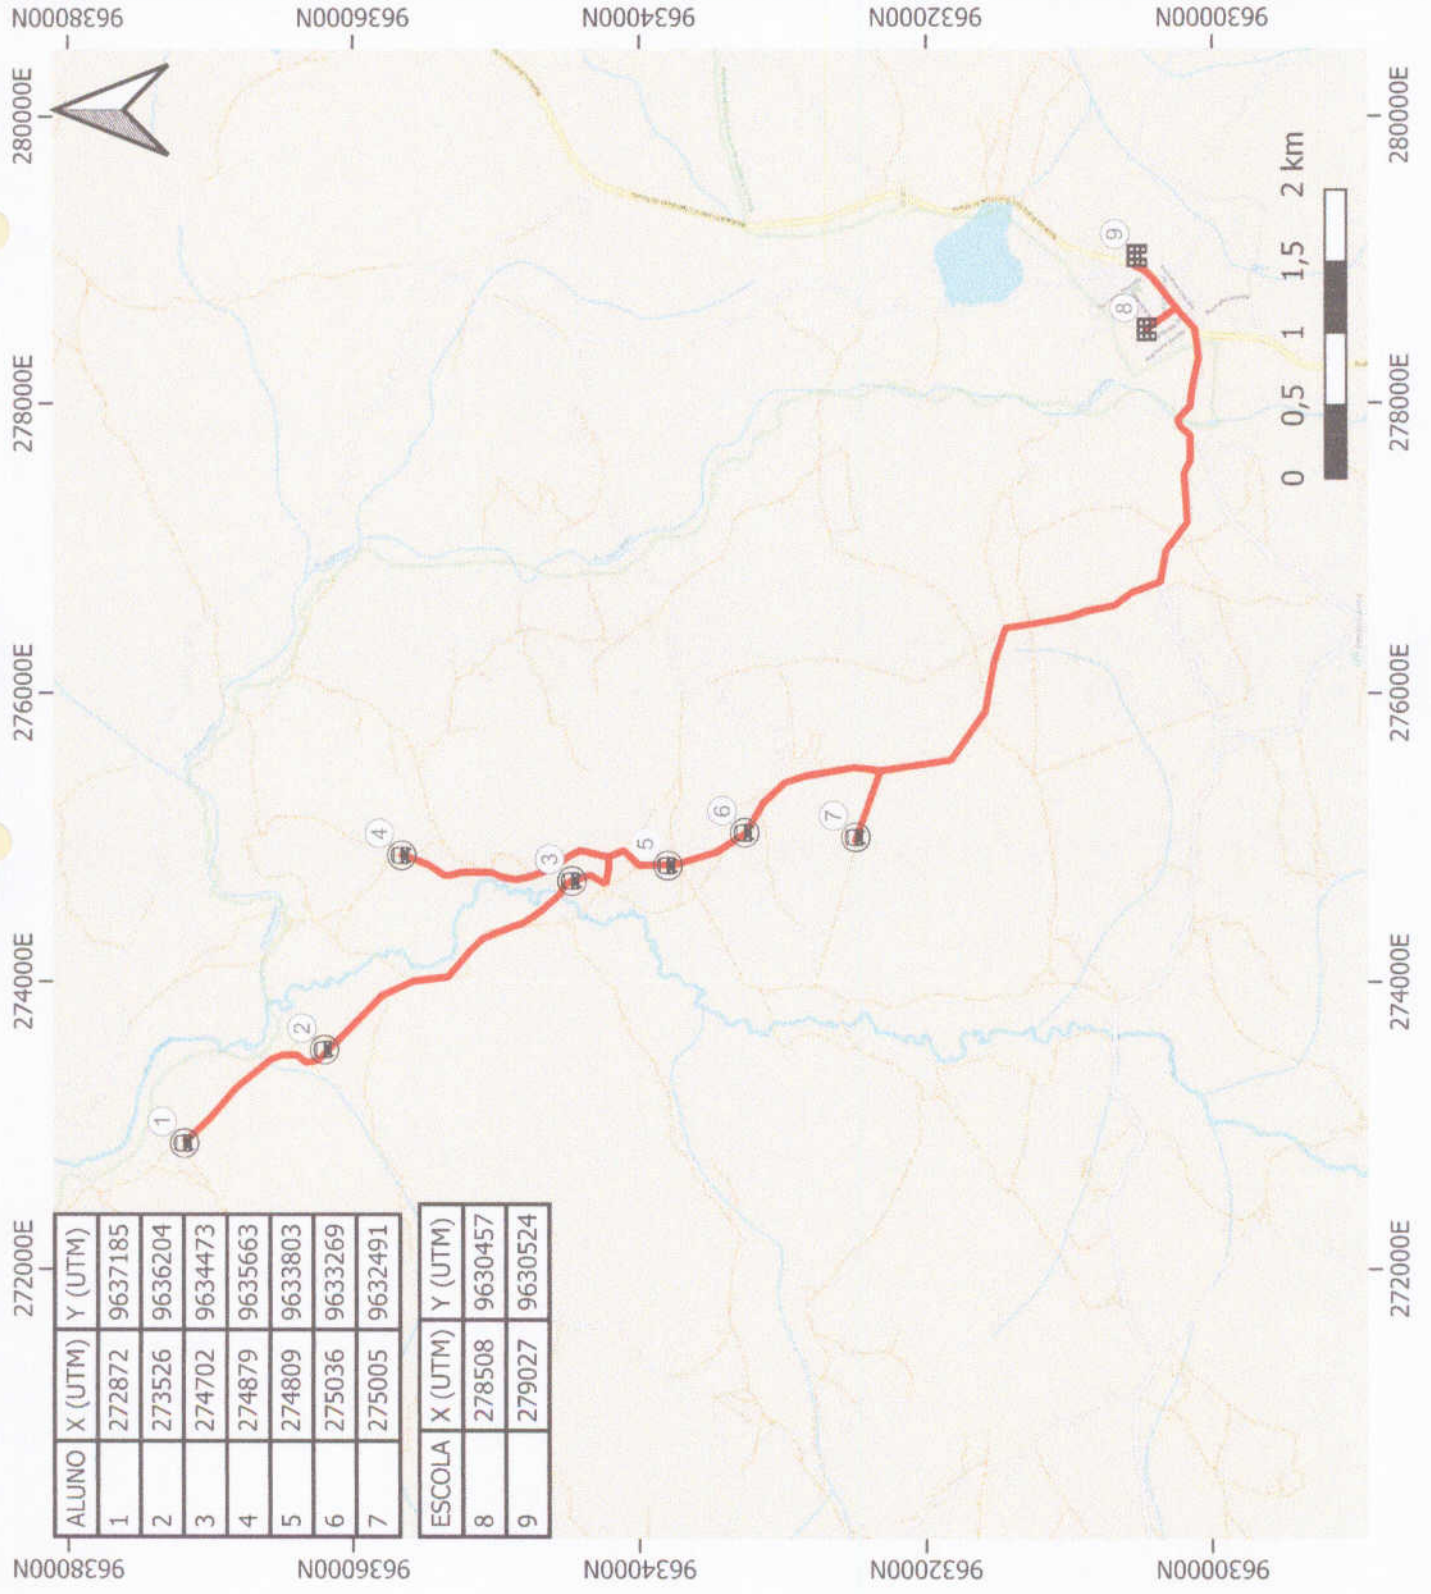 9638000N
9636000N
9634000N
9632000N
9630000N
272000E
274000E
276000E
278000E
280000E
ALUNO X (UTM) Y (UTM)
1 272872 9637185
2 273526 9636204
3 274702 9634473
4 274879 9635663
5 274809 9633803
6 275036 9633269
7 275005 9632491
ESCOLA X (UTM) Y (UTM)
8 278508 9630457
9 279027 9630524
1
2
3
4
5
6
7
8
9
0 0,5 1 1,5 2 km
272000E
274000E
276000E
278000E
280000E
9638000N
9636000N
9634000N
9632000N
9630000N